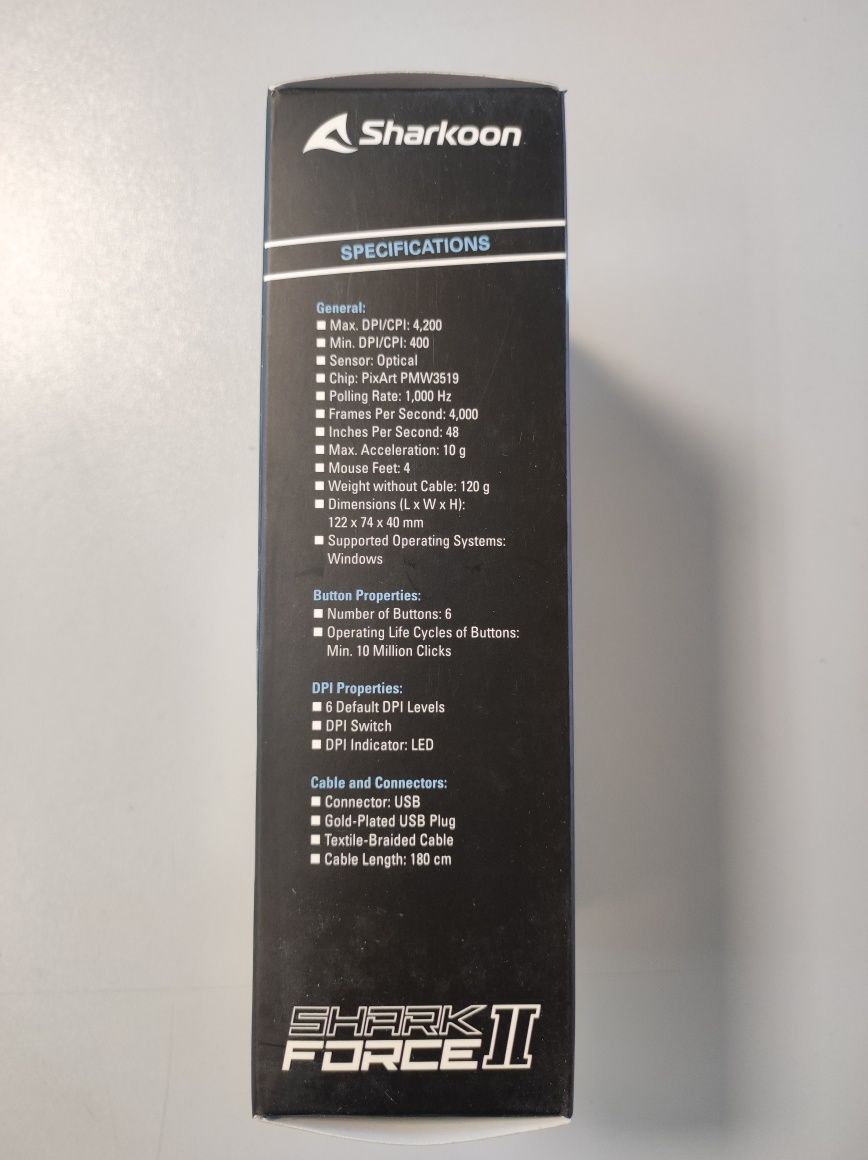 Sharkoon
SPECIFICATIONS
General:
■ Max. DPI/CPI: 4,200
■ Min. DPI/CPI: 400
■ Sensor: Optical
■ Chip: PixArt PMW3519
■ Polling Rate: 1,000 Hz
■ Frames Per Second: 4,000
■ Inches Per Second: 48
■ Max. Acceleration: 10 g
■ Mouse Feet: 4
■ Weight without Cable: 120 g
■ Dimensions (L x W x H):
122 x 74 x 40 mm
■ Supported Operating Systems:
Windows
Button Properties:
■ Number of Buttons: 6
■ Operating Life Cycles of Buttons:
Min. 10 Million Clicks
DPI Properties:
■ 6 Default DPI Levels
■ DPI Switch
■ DPI Indicator: LED
Cable and Connectors:
■ Connector: USB
■ Gold-Plated USB Plug
■ Textile-Braided Cable
■ Cable Length: 180 cm
SHARK
FORCE II